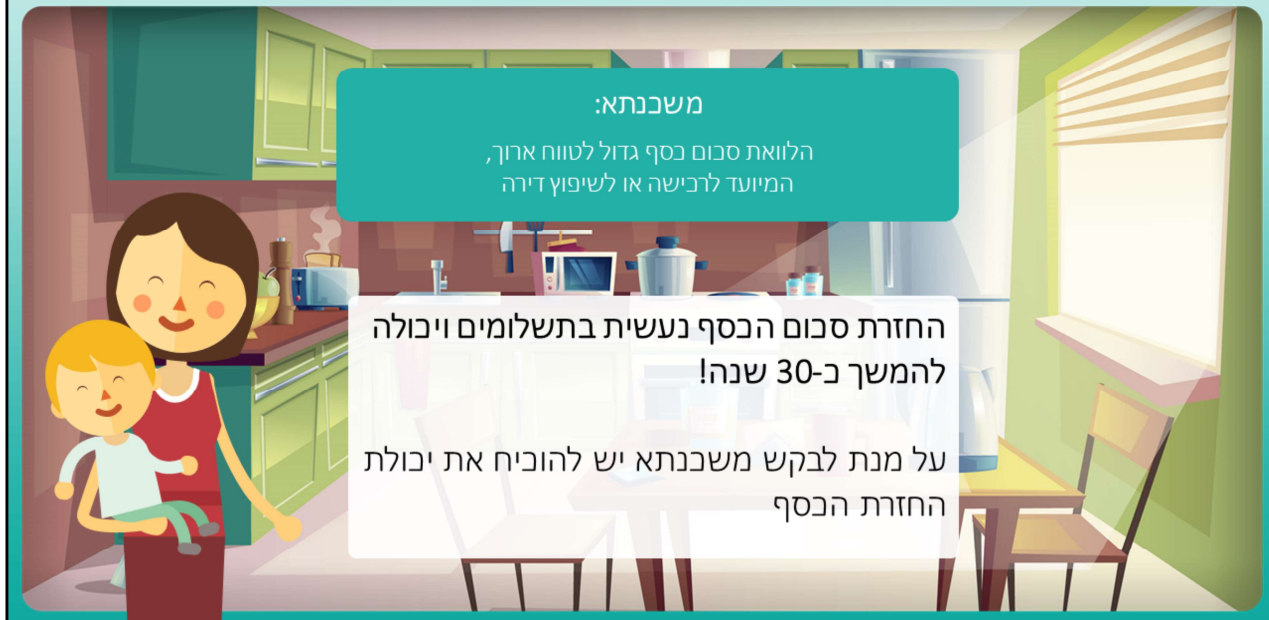 משכנתא:
הלוואת סכום כסף גדול לטווח ארוך,
המיועד לרכישה או לשיפוץ דירה
החזרת סכום הכסף נעשית בתשלומים ויכולה
להמשך כ-30 שנה!
על מנת לבקש משכנתא יש להוכיח את יכולת
החזרת הכסף